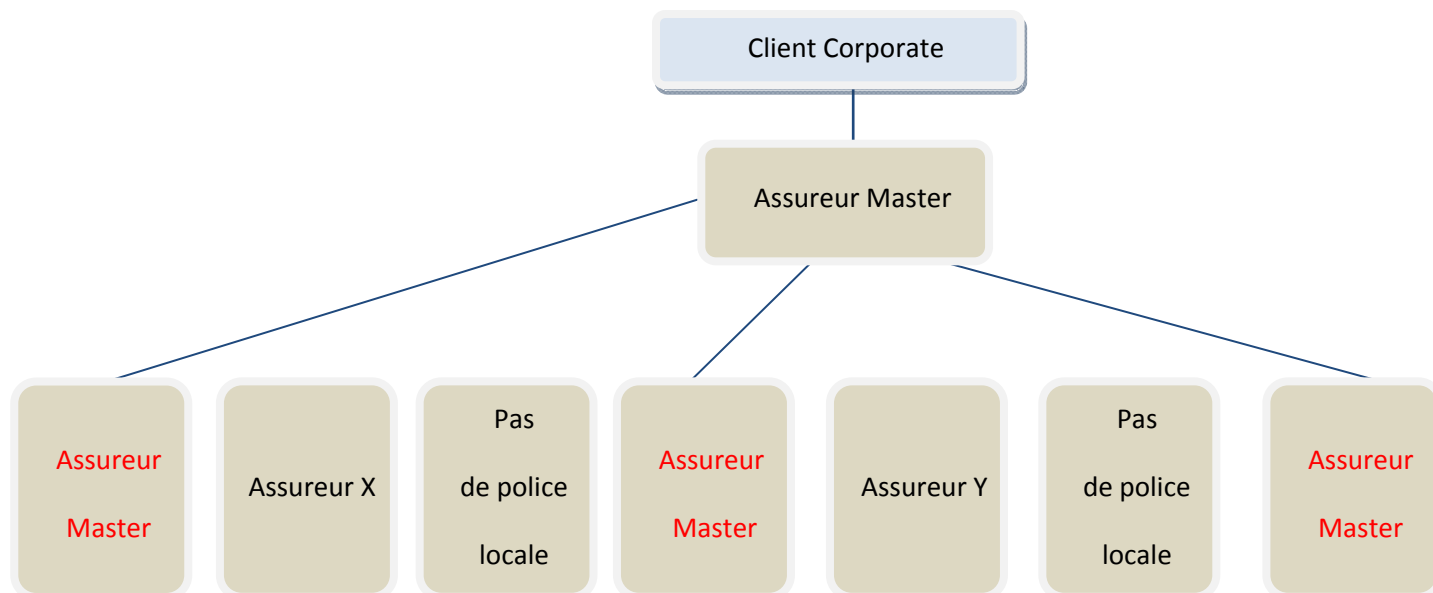 Client Corporate
Assureur Master
Assureur
Master
Assureur X
Pas
de police
locale
Assureur
Master
Assureur Y
Pas
de police
locale
Assureur
Master